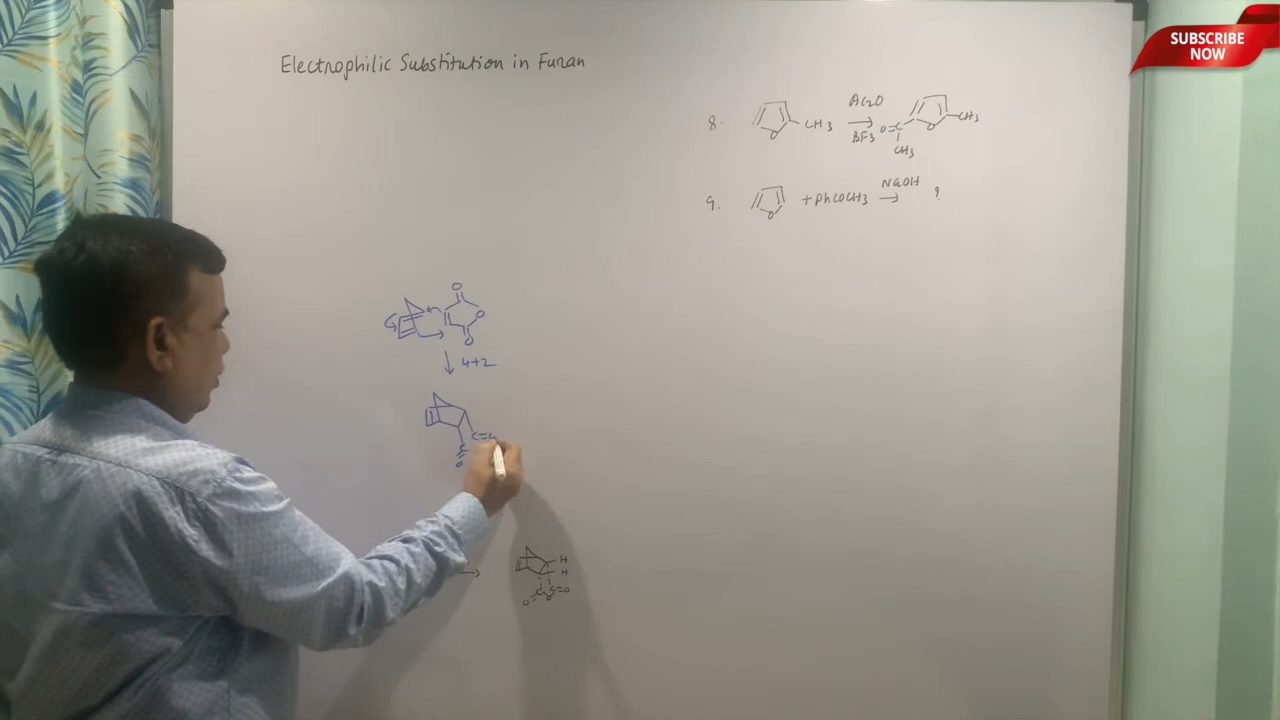 SUBSCRIBE
NOW
Electrophilic Substitution in Furan
8. O CH3 Ac2O BF3 O=C CH3 O CH3
9. O + PhCOCH3 NaOH ?
O
O
O
4+2
C=O
C
O
H
H
C=O
O C O